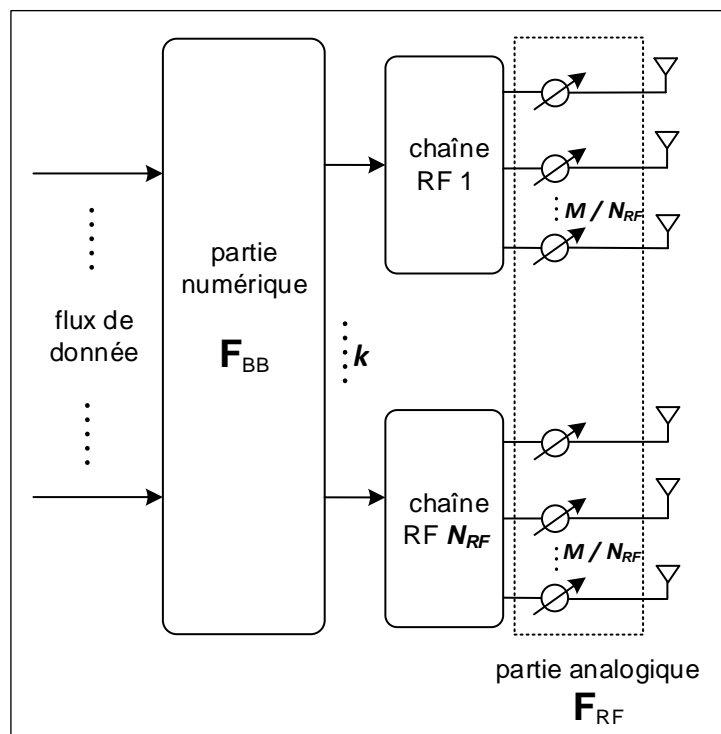 flux de
donnée
partie
numérique
F_BB
k
chaîne
RF 1
M / N_RF
chaîne
RF N_RF
M / N_RF
partie analogique
F_RF